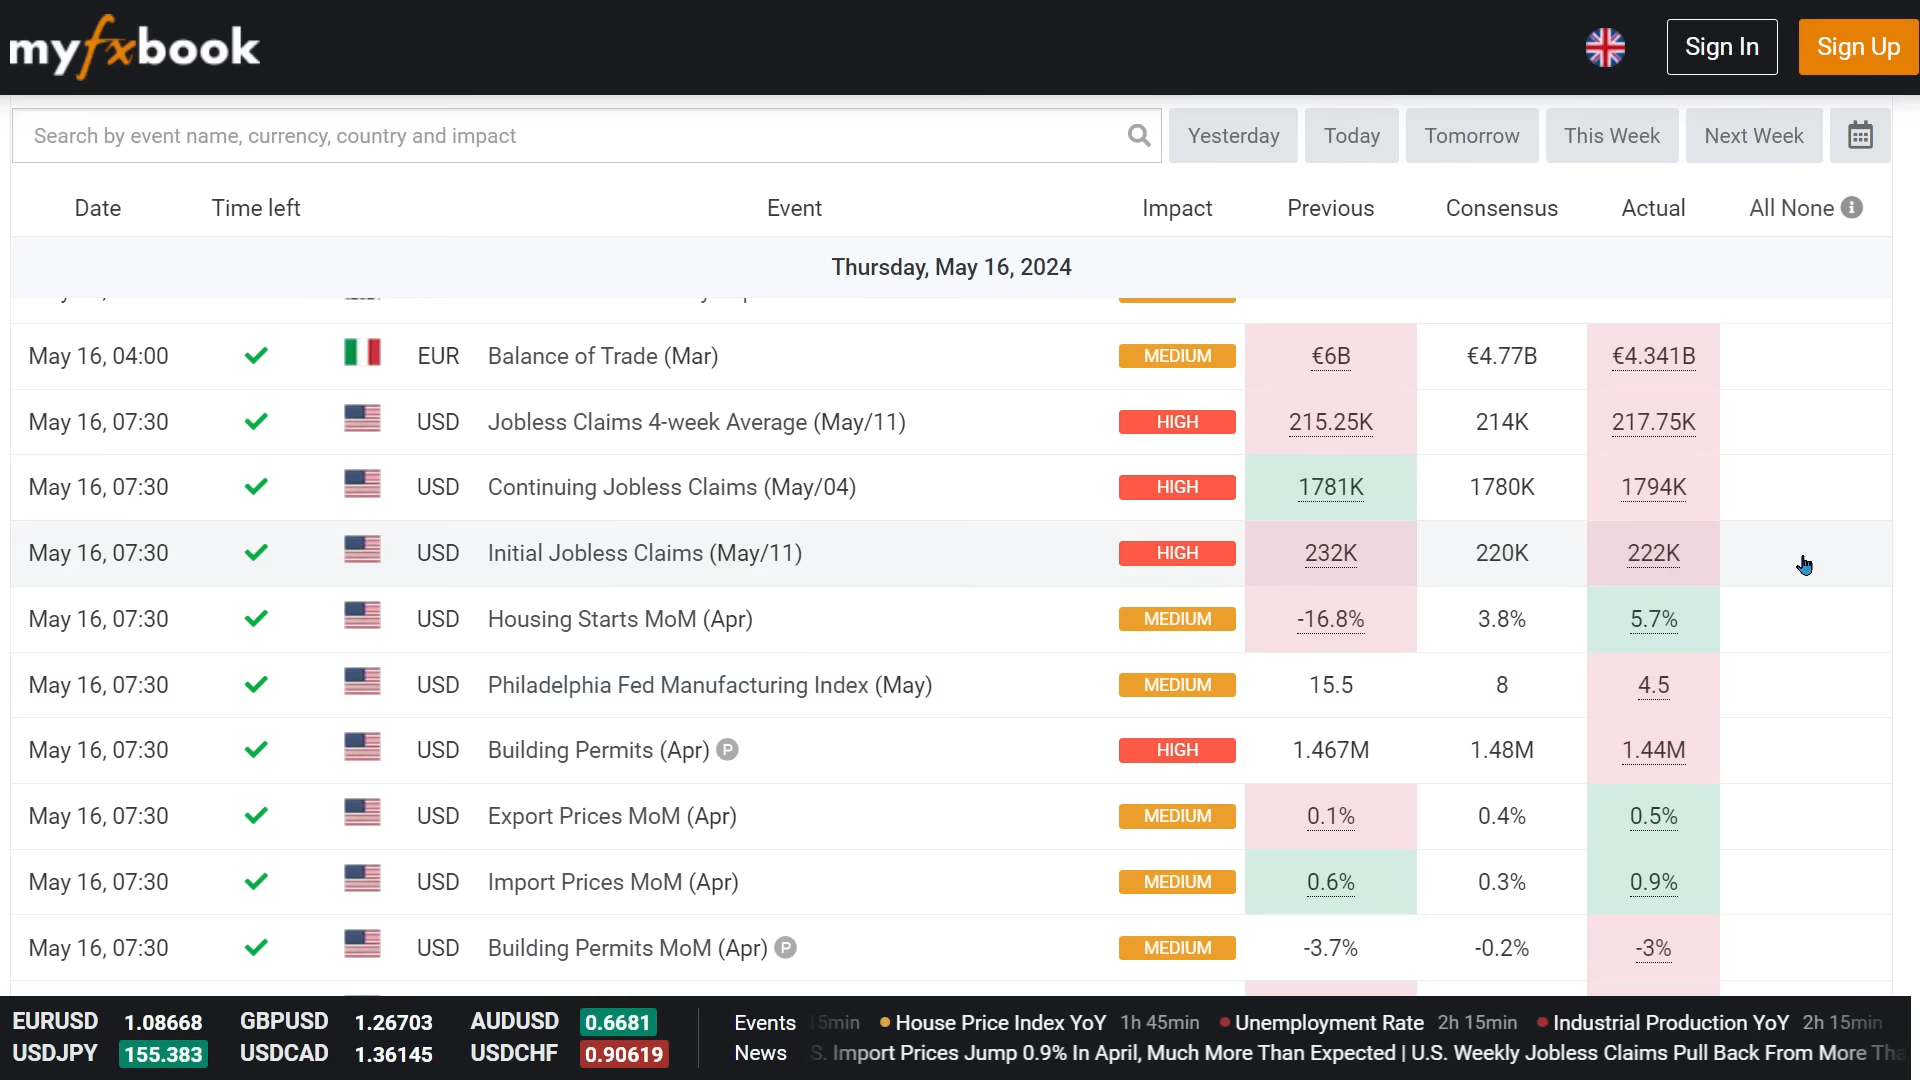 myfxbook
Sign In
Sign Up
Search by event name, currency, country and impact
Yesterday
Today
Tomorrow
This Week
Next Week
Date Time left Event Impact Previous Consensus Actual All None
Thursday, May 16, 2024
May 16, 04:00 EUR Balance of Trade (Mar) MEDIUM €6B €4.77B €4.341B
May 16, 07:30 USD Jobless Claims 4-week Average (May/11) HIGH 215.25K 214K 217.75K
May 16, 07:30 USD Continuing Jobless Claims (May/04) HIGH 1781K 1780K 1794K
May 16, 07:30 USD Initial Jobless Claims (May/11) HIGH 232K 220K 222K
May 16, 07:30 USD Housing Starts MoM (Apr) MEDIUM -16.8% 3.8% 5.7%
May 16, 07:30 USD Philadelphia Fed Manufacturing Index (May) MEDIUM 15.5 8 4.5
May 16, 07:30 USD Building Permits (Apr) P HIGH 1.467M 1.48M 1.44M
May 16, 07:30 USD Export Prices MoM (Apr) MEDIUM 0.1% 0.4% 0.5%
May 16, 07:30 USD Import Prices MoM (Apr) MEDIUM 0.6% 0.3% 0.9%
May 16, 07:30 USD Building Permits MoM (Apr) P MEDIUM -3.7% -0.2% -3%
EURUSD 1.08668 GBPUSD 1.26703 AUDUSD 0.6681 Events 15min House Price Index YoY 1h 45min Unemployment Rate 2h 15min Industrial Production YoY 2h 15min
USDJPY 155.383 USDCAD 1.36145 USDCHF 0.90619 News S. Import Prices Jump 0.9% In April, Much More Than Expected | U.S. Weekly Jobless Claims Pull Back From More Tha